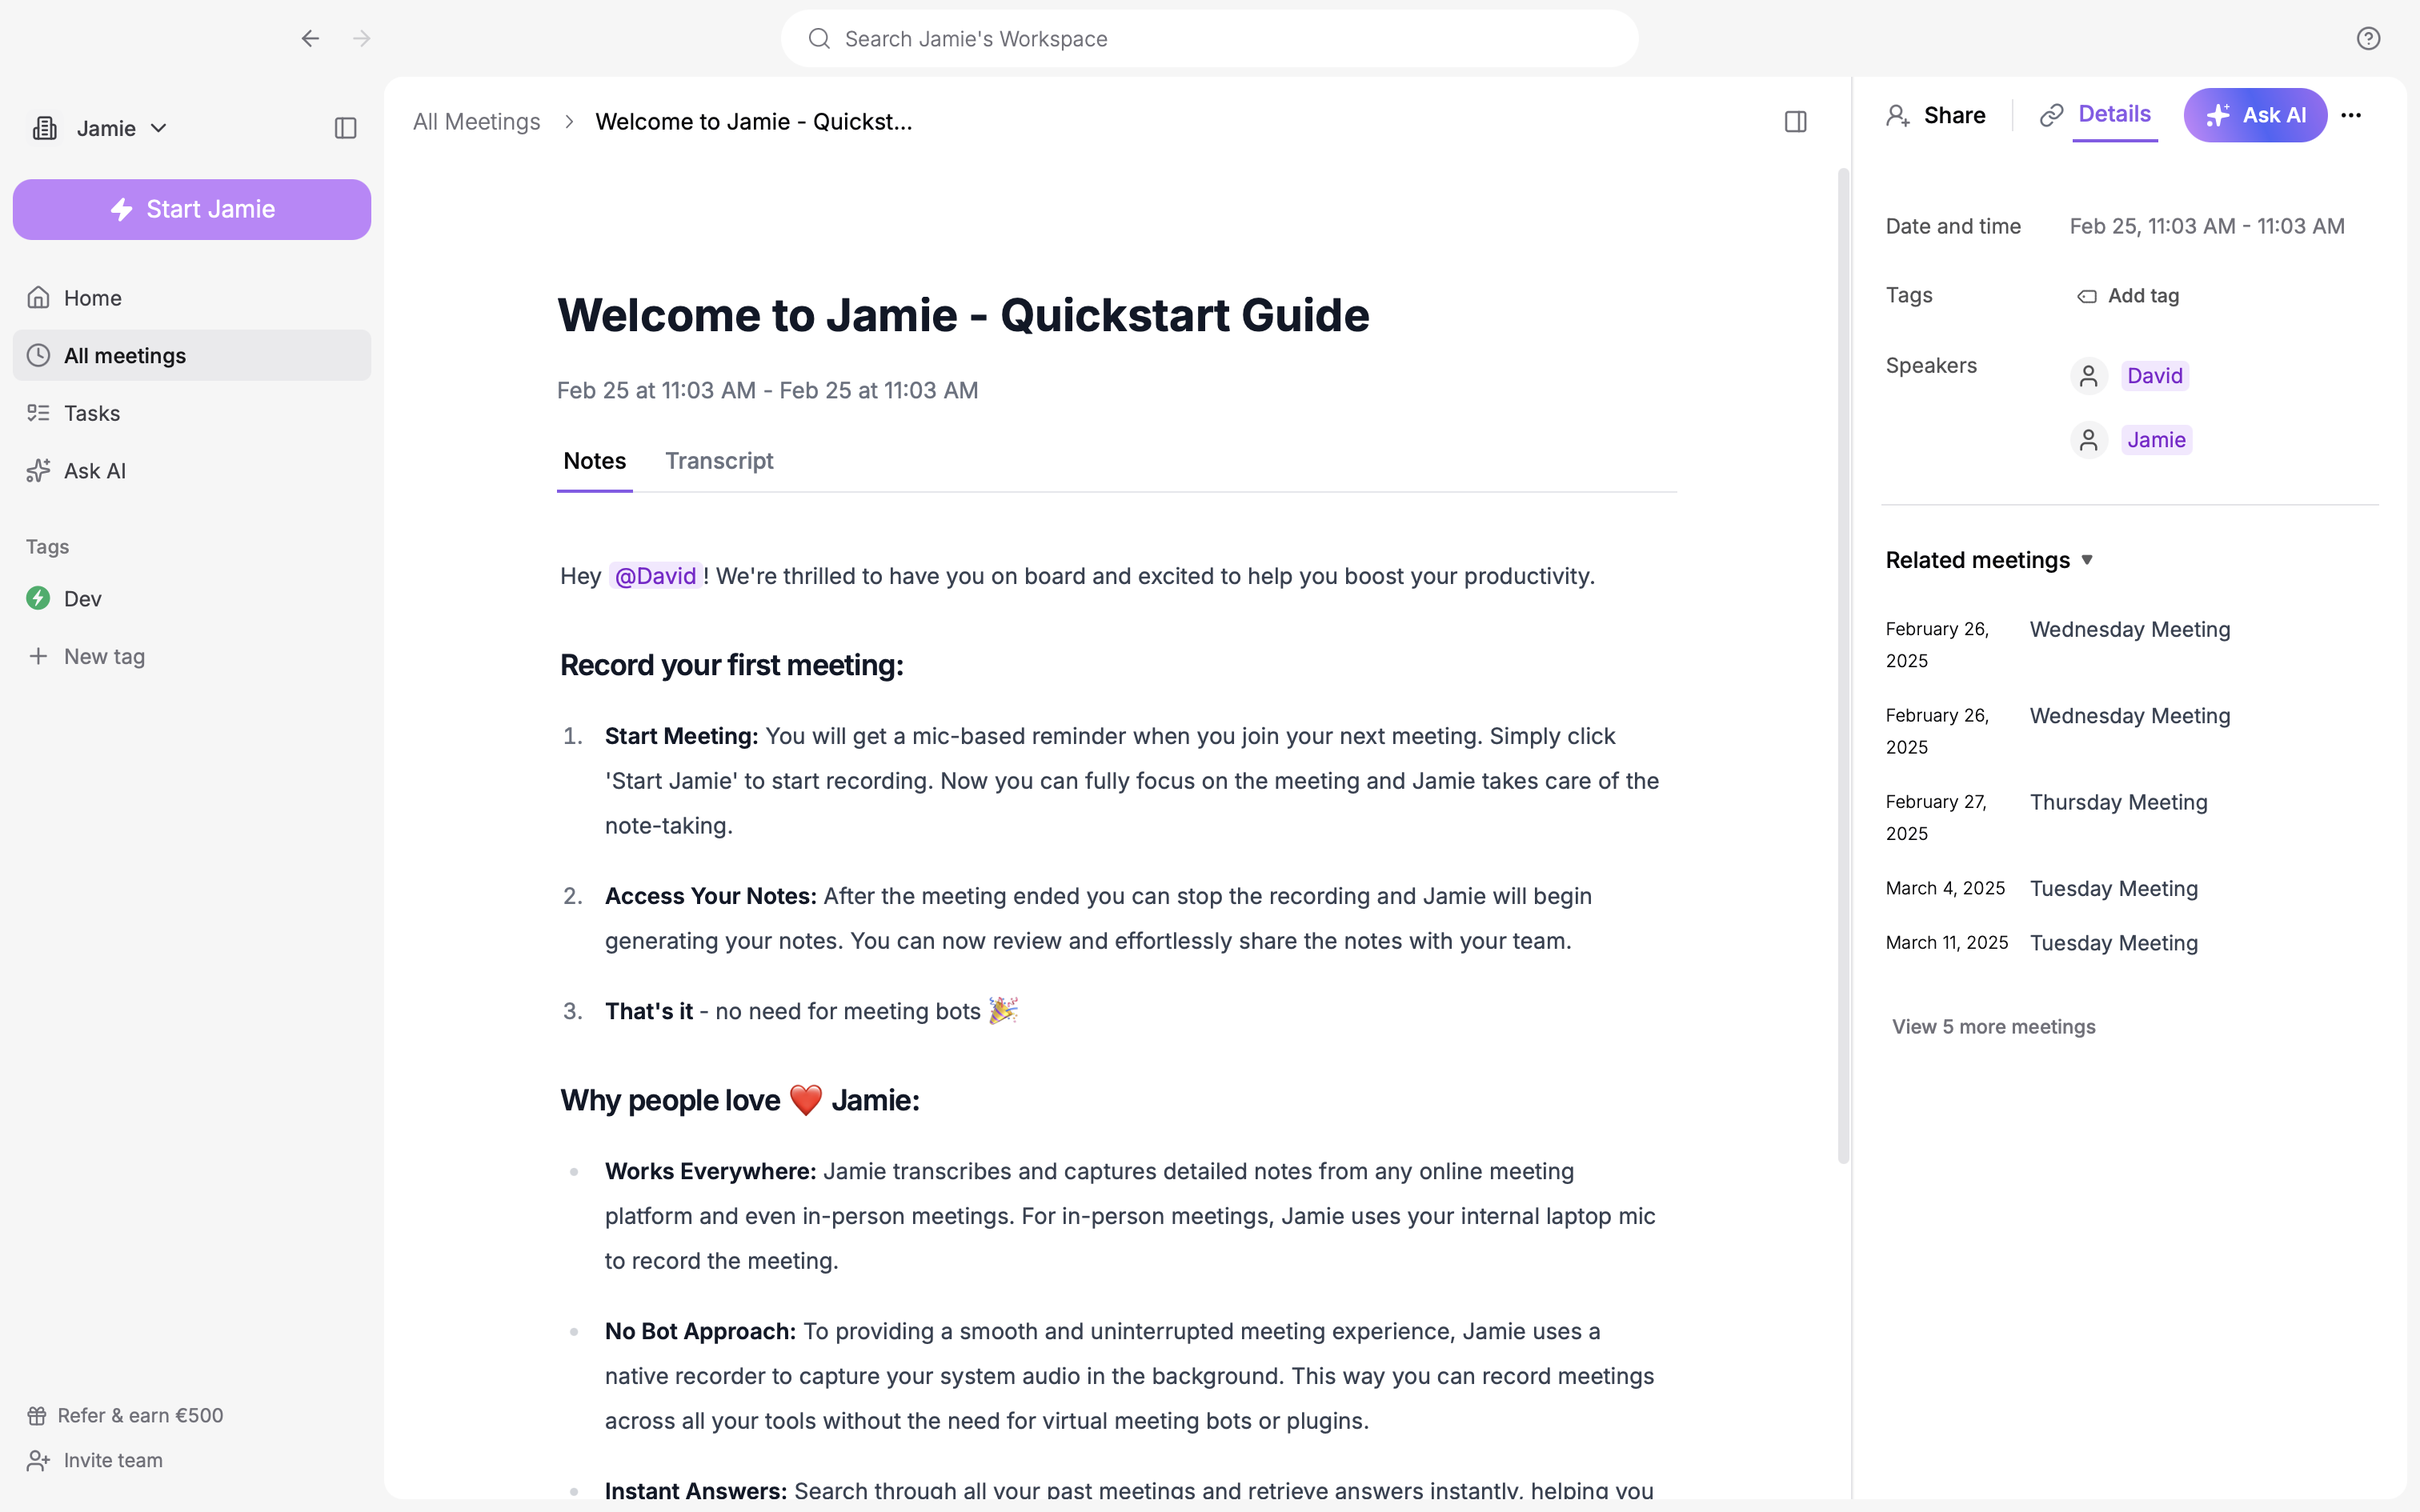 Search Jamie's Workspace
Jamie
Start Jamie
Home
All meetings
Tasks
Ask AI
Tags
Dev
New tag
Refer & earn €500
Invite team
All Meetings > Welcome to Jamie - Quickst...
Welcome to Jamie - Quickstart Guide
Feb 25 at 11:03 AM - Feb 25 at 11:03 AM
Notes Transcript
Hey @David! We're thrilled to have you on board and excited to help you boost your productivity.
Record your first meeting:
1. Start Meeting: You will get a mic-based reminder when you join your next meeting. Simply click
'Start Jamie' to start recording. Now you can fully focus on the meeting and Jamie takes care of the
note-taking.
2. Access Your Notes: After the meeting ended you can stop the recording and Jamie will begin
generating your notes. You can now review and effortlessly share the notes with your team.
3. That's it - no need for meeting bots 🎉
Why people love ❤️ Jamie:
Works Everywhere: Jamie transcribes and captures detailed notes from any online meeting
platform and even in-person meetings. For in-person meetings, Jamie uses your internal laptop mic
to record the meeting.
No Bot Approach: To providing a smooth and uninterrupted meeting experience, Jamie uses a
native recorder to capture your system audio in the background. This way you can record meetings
across all your tools without the need for virtual meeting bots or plugins.
Instant Answers: Search through all your past meetings and retrieve answers instantly, helping you
Share Details Ask AI
Date and time Feb 25, 11:03 AM - 11:03 AM
Tags Add tag
Speakers David
Jamie
Related meetings
February 26, Wednesday Meeting
2025
February 26, Wednesday Meeting
2025
February 27, Thursday Meeting
2025
March 4, 2025 Tuesday Meeting
March 11, 2025 Tuesday Meeting
View 5 more meetings